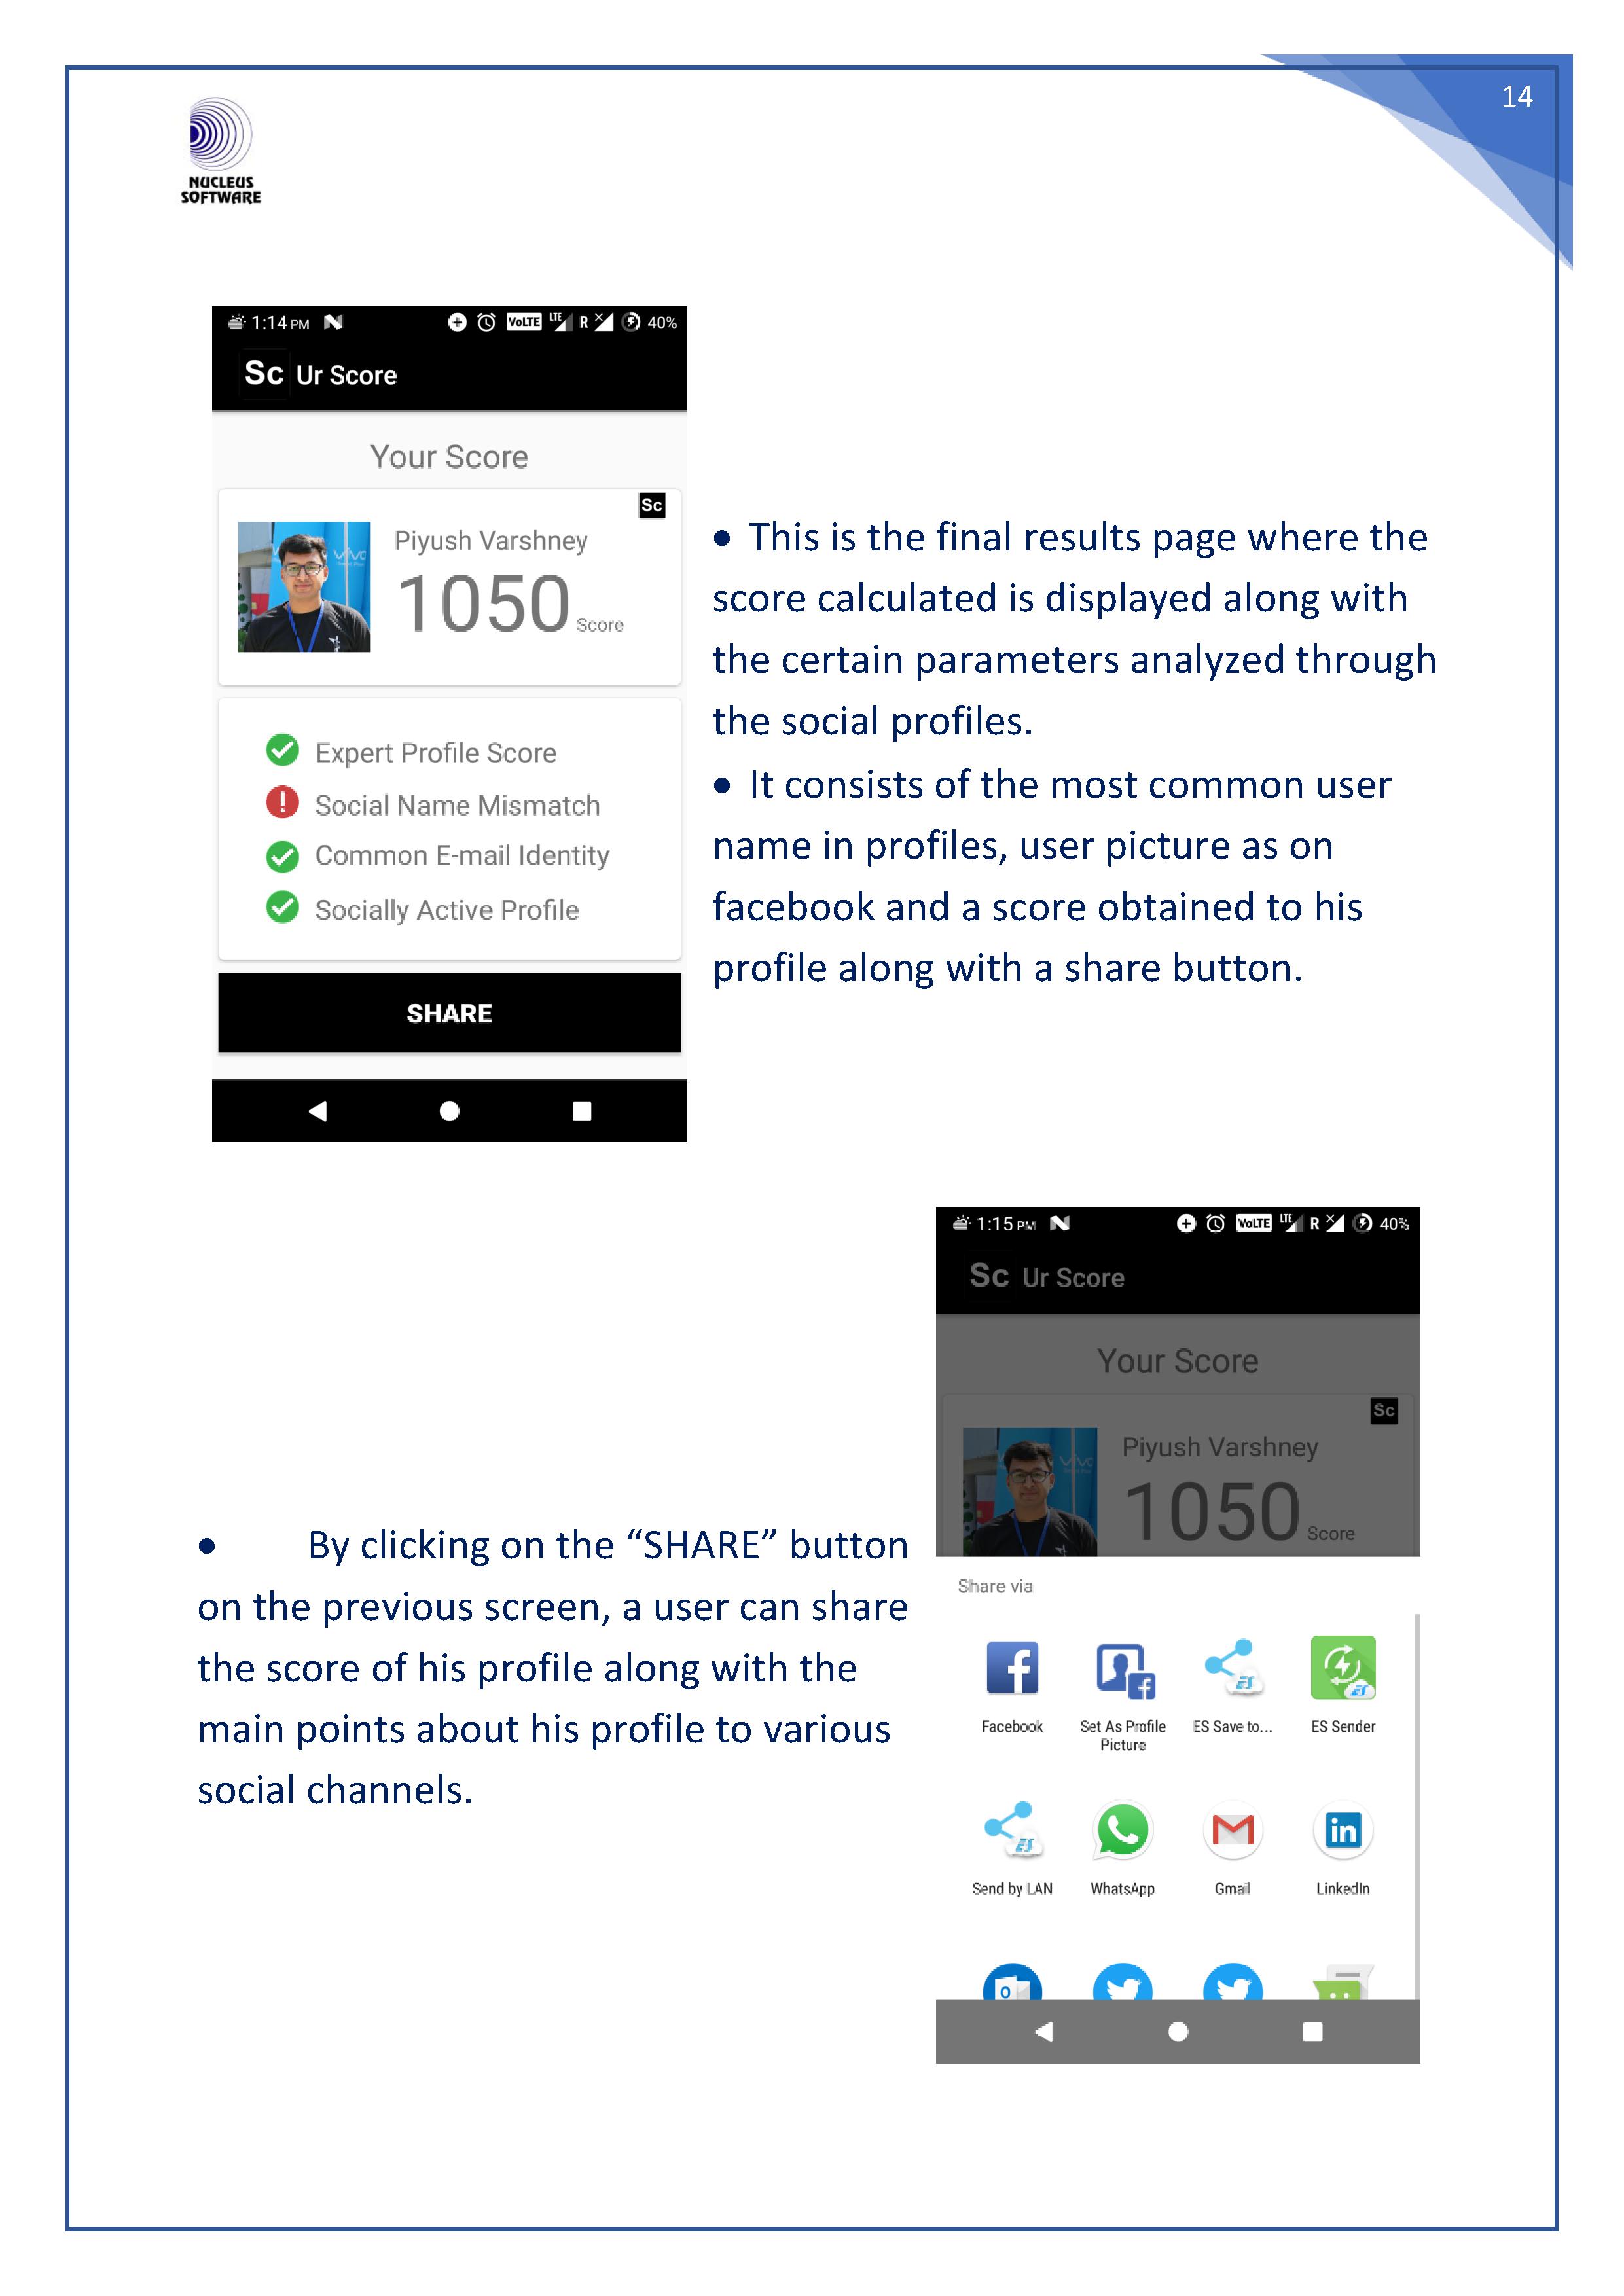 14
NUCLEUS
SOFTWARE
1:14 PM VoLTE LTE R 40%
Sc Ur Score
Your Score
Sc
Piyush Varshney
vivo
1050 Score
Expert Profile Score
Social Name Mismatch
Common E-mail Identity
Socially Active Profile
SHARE
• This is the final results page where the
score calculated is displayed along with
the certain parameters analyzed through
the social profiles.
• It consists of the most common user
name in profiles, user picture as on
facebook and a score obtained to his
profile along with a share button.
• By clicking on the “SHARE” button
on the previous screen, a user can share
the score of his profile along with the
main points about his profile to various
social channels.
1:15 PM VoLTE LTE R 40%
Sc Ur Score
Your Score
Sc
Piyush Varshney
vivo
1050 Score
Share via
Facebook
Set As Profile
Picture
ES Save to...
ES Sender
Send by LAN
WhatsApp
Gmail
LinkedIn